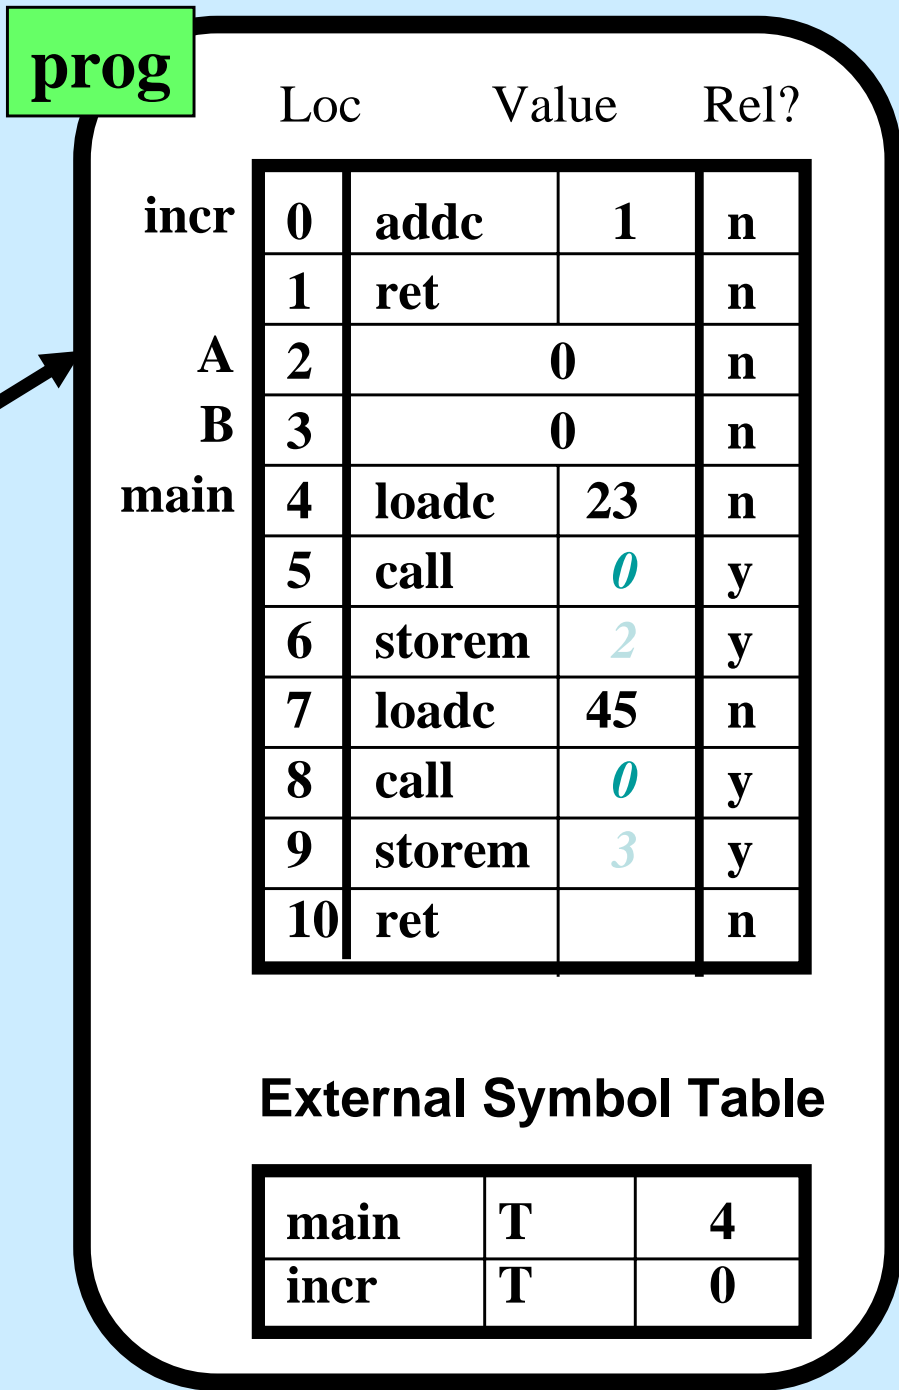 prog
Loc Value Rel?
incr 0 addc 1 n
1 ret n
A 2 0 n
B 3 0 n
main 4 loadc 23 n
5 call 0 y
6 storem 2 y
7 loadc 45 n
8 call 0 y
9 storem 3 y
10 ret n
External Symbol Table
main T 4
incr T 0